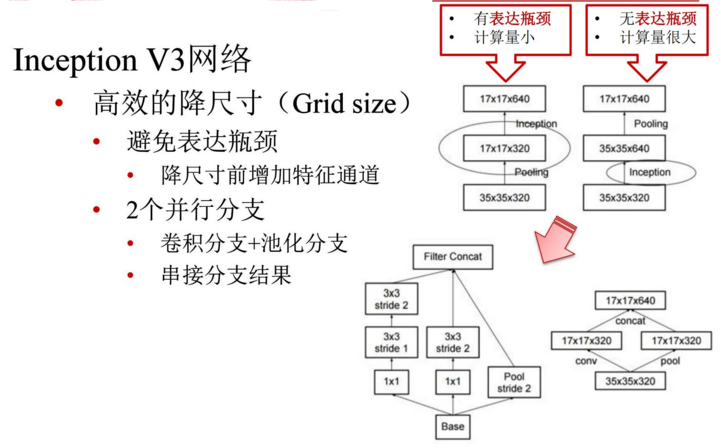 Inception V3网络
• 高效的降尺寸（Grid size）
• 避免表达瓶颈
• 降尺寸前增加特征通道
• 2个并行分支
• 卷积分支+池化分支
• 串接分支结果
• 有表达瓶颈
• 计算量小
• 无表达瓶颈
• 计算量很大
17x17x640
Inception
17x17x320
Pooling
35x35x320
17x17x640
Pooling
35x35x640
Inception
35x35x320
Filter Concat
3x3
stride 2
3x3
stride 1
3x3
stride 2
1x1
1x1
Pool
stride 2
Base
17x17x640
concat
17x17x320
17x17x320
conv
pool
35x35x320